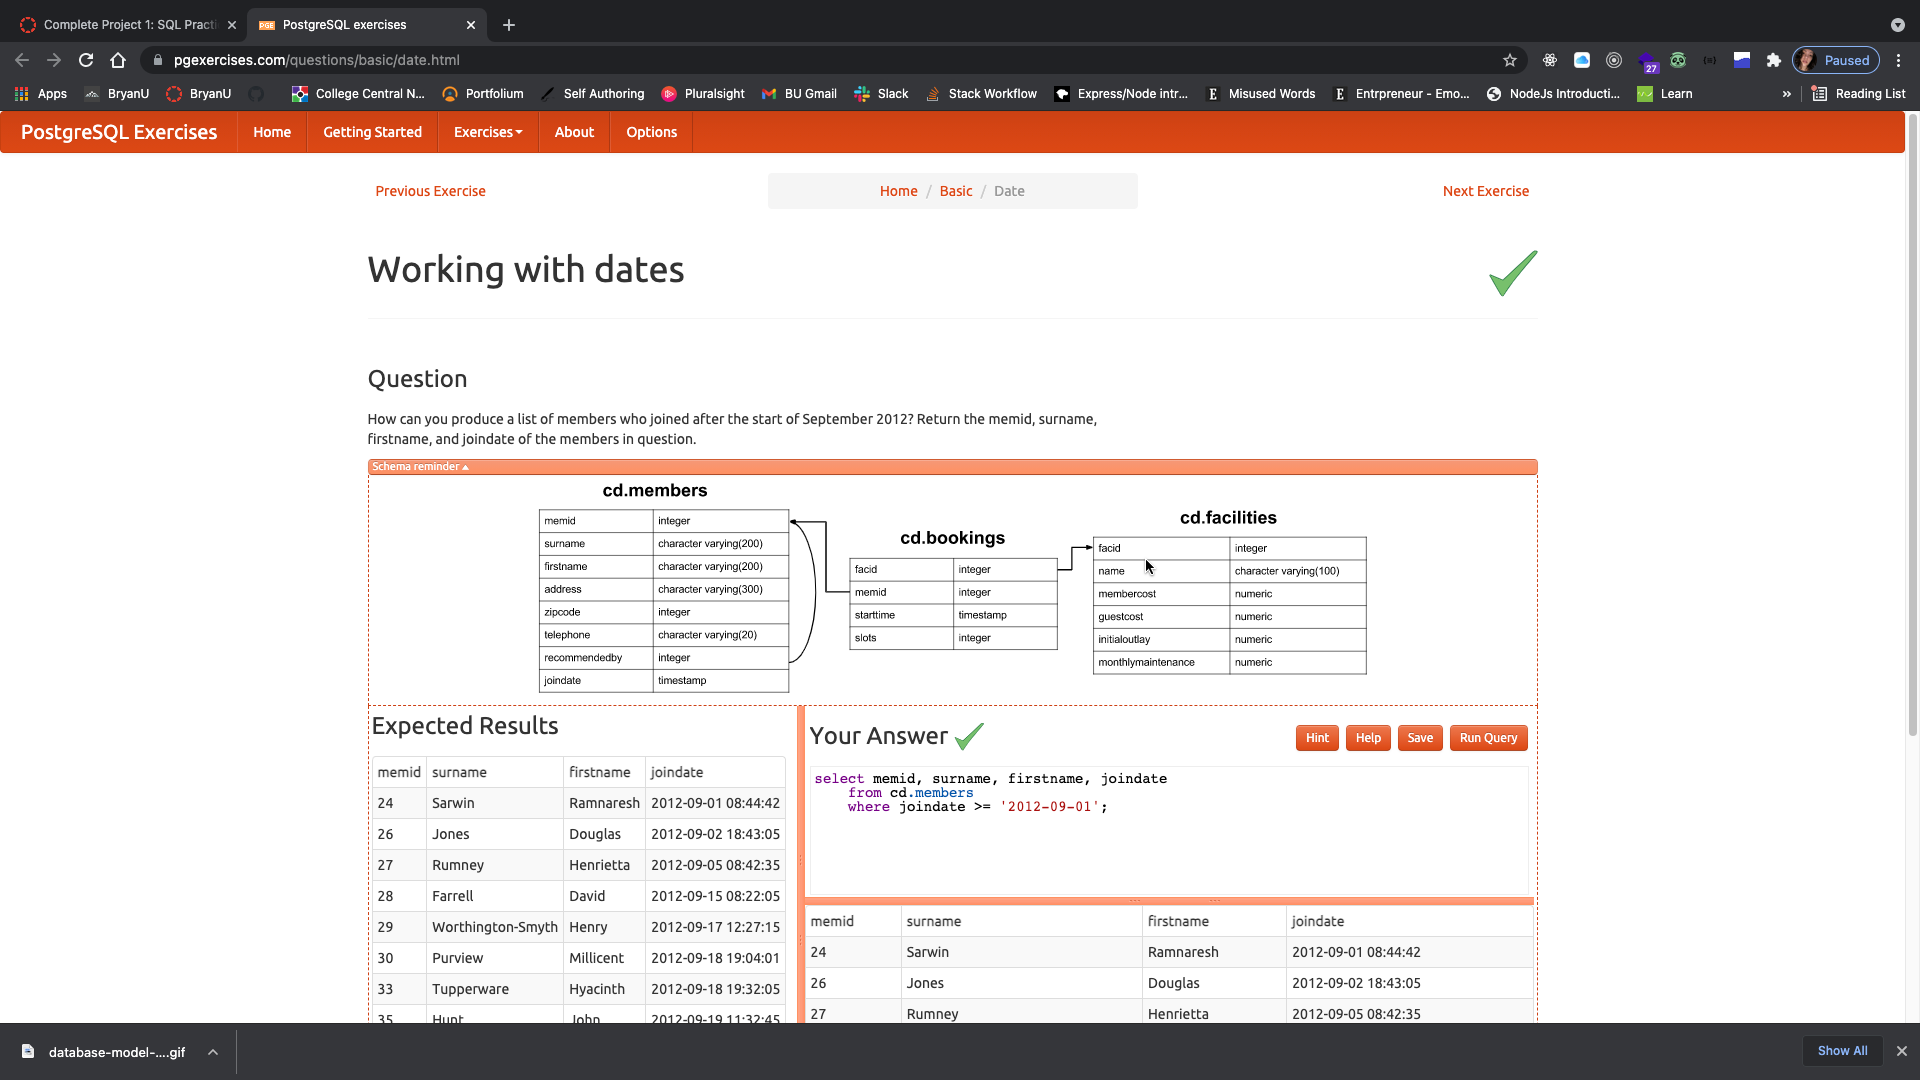 Complete Project 1: SQL Practi
PostgreSQL exercises
pgexercises.com/questions/basic/date.html
27
Paused
Apps
BryanU
BryanU
College Central N...
Portfolium
Self Authoring
Pluralsight
BU Gmail
Slack
Stack Workflow
Express/Node intr...
Misused Words
Entrpreneur - Emo...
NodeJs Introducti...
Learn
»
Reading List
PostgreSQL Exercises
Home
Getting Started
Exercises
About
Options
Previous Exercise
Home / Basic / Date
Next Exercise
Working with dates
Question
How can you produce a list of members who joined after the start of September 2012? Return the memid, surname,
firstname, and joindate of the members in question.
Schema reminder
cd.members
memid integer
surname character varying(200)
firstname character varying(200)
address character varying(300)
zipcode integer
telephone character varying(20)
recommendedby integer
joindate timestamp
cd.bookings
facid integer
memid integer
starttime timestamp
slots integer
cd.facilities
facid integer
name character varying(100)
membercost numeric
guestcost numeric
initialoutlay numeric
monthlymaintenance numeric
Expected Results
memid surname firstname joindate
24 Sarwin Ramnaresh 2012-09-01 08:44:42
26 Jones Douglas 2012-09-02 18:43:05
27 Rumney Henrietta 2012-09-05 08:42:35
28 Farrell David 2012-09-15 08:22:05
29 Worthington-Smyth Henry 2012-09-17 12:27:15
30 Purview Millicent 2012-09-18 19:04:01
33 Tupperware Hyacinth 2012-09-18 19:32:05
35 Hunt John 2012-09-19 11:32:45
Your Answer
Hint
Help
Save
Run Query
select memid, surname, firstname, joindate
from cd.members
where joindate >= '2012-09-01';
memid surname firstname joindate
24 Sarwin Ramnaresh 2012-09-01 08:44:42
26 Jones Douglas 2012-09-02 18:43:05
27 Rumney Henrietta 2012-09-05 08:42:35
database-model-....gif
Show All